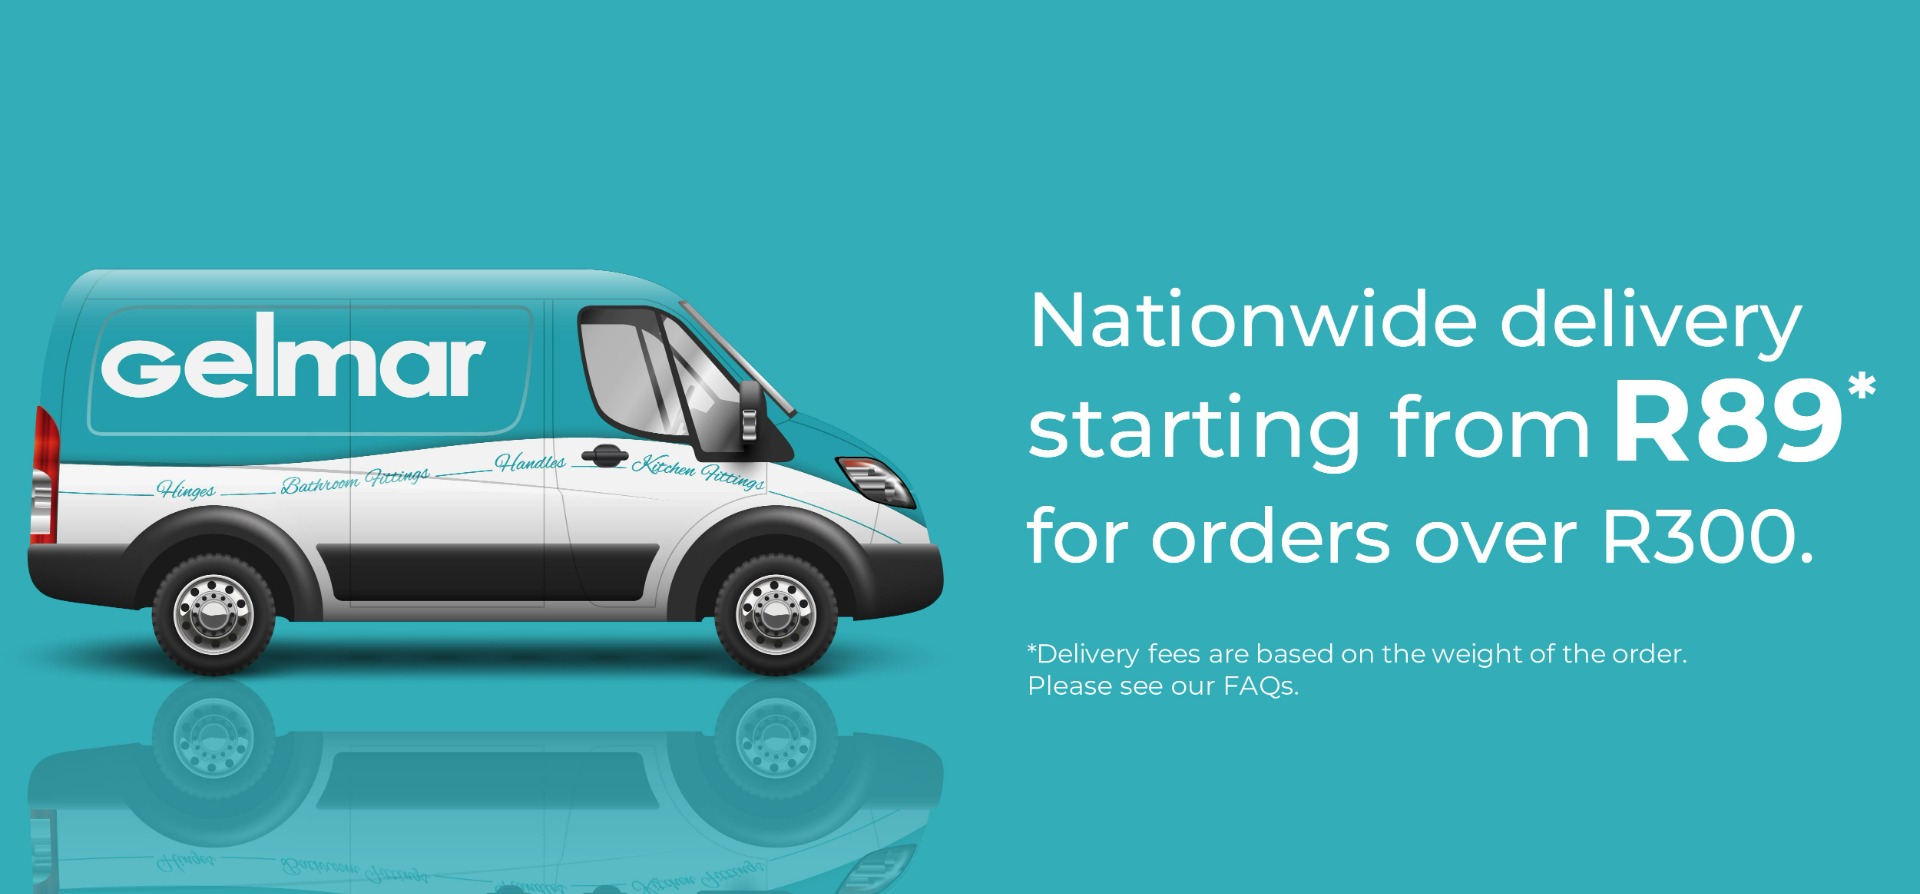 Gelmar
Hinges
Bathroom Fittings
Handles
Kitchen Fittings
Nationwide delivery
starting from R89*
for orders over R300.
*Delivery fees are based on the weight of the order.
Please see our FAQs.